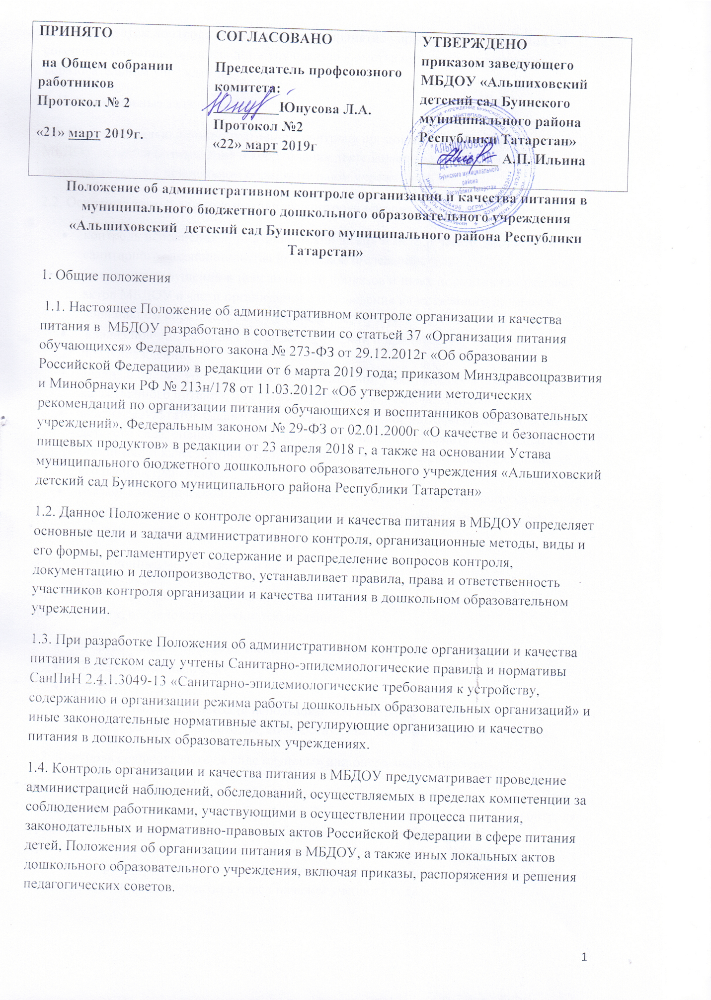 ПРИНЯТО
на Общем собрании
работников
Протокол № 2
«21» март 2019г.
СОГЛАСОВАНО
Председатель профсоюзного
комитета:
Юнусова Л.А.
Протокол №2
«22» март 2019г
УТВЕРЖДЕНО
приказом заведующего
МБДОУ «Альшиховский
детский сад Буинского
муниципального района
Республики Татарстан»
А.П. Ильина
"АЛЬШИХОВСКИЙ
ДЕТСКИЙ САД"
Буинского муниципального
района
Республики Татарстан
Положение об административном контроле организации и качества питания в
муниципального бюджетного дошкольного образовательного учреждения
«Альшиховский детский сад Буинского муниципального района Республики
Татарстан»
1. Общие положения
1.1. Настоящее Положение об административном контроле организации и качества
питания в МБДОУ разработано в соответствии со статьей 37 «Организация питания
обучающихся» Федерального закона № 273-ФЗ от 29.12.2012г «Об образовании в
Российской Федерации» в редакции от 6 марта 2019 года; приказом Минздравсоцразвития
и Минобрнауки РФ № 213н/178 от 11.03.2012г «Об утверждении методических
рекомендаций по организации питания обучающихся и воспитанников образовательных
учреждений», Федеральным законом № 29-ФЗ от 02.01.2000г «О качестве и безопасности
пищевых продуктов» в редакции от 23 апреля 2018 г, а также на основании Устава
муниципального бюджетного дошкольного образовательного учреждения «Альшиховский
детский сад Буинского муниципального района Республики Татарстан»
1.2. Данное Положение о контроле организации и качества питания в МБДОУ определяет
основные цели и задачи административного контроля, организационные методы, виды и
его формы, регламентирует содержание и распределение вопросов контроля,
документацию и делопроизводство, устанавливает правила, права и ответственность
участников контроля организации и качества питания в дошкольном образовательном
учреждении.
1.3. При разработке Положения об административном контроле организации и качества
питания в детском саду учтены Санитарно-эпидемиологические правила и нормативы
СанПиН 2.4.1.3049-13 «Санитарно-эпидемиологические требования к устройству,
содержанию и организации режима работы дошкольных образовательных организаций» и
иные законодательные нормативные акты, регулирующие организацию и качество
питания в дошкольных образовательных учреждениях.
1.4. Контроль организации и качества питания в МБДОУ предусматривает проведение
администрацией наблюдений, обследований, осуществляемых в пределах компетенции за
соблюдением работниками, участвующими в осуществлении процесса питания,
законодательных и нормативно-правовых актов Российской Федерации в сфере питания
детей, Положения об организации питания в МБДОУ, а также иных локальных актов
дошкольного образовательного учреждения, включая приказы, распоряжения и решения
педагогических советов.
1